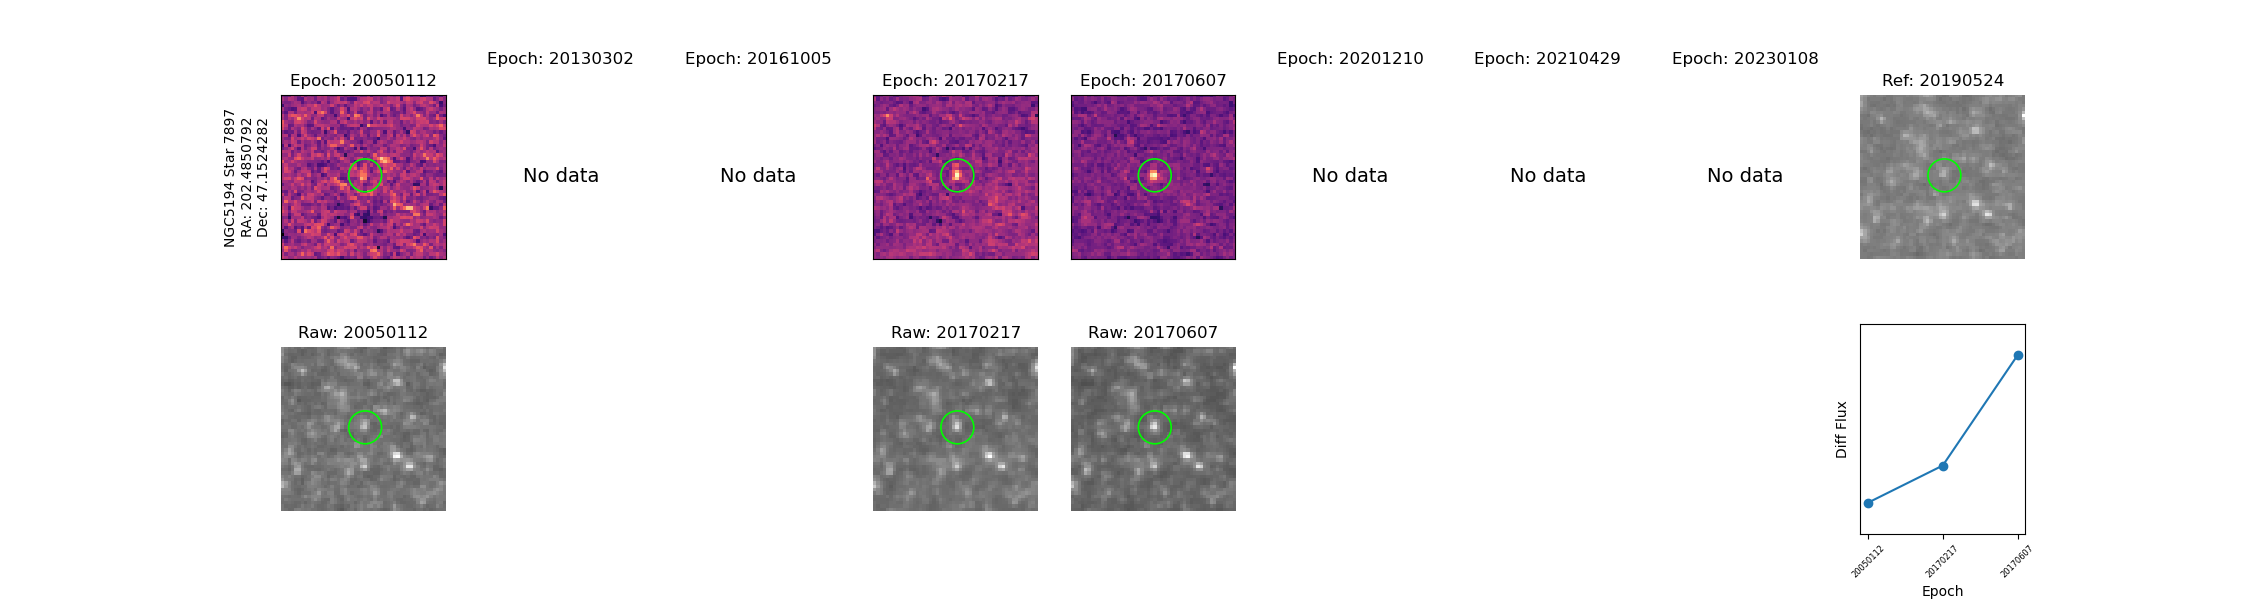 Epoch: 20050112
Epoch: 20130302
Epoch: 20161005
Epoch: 20170217
Epoch: 20170607
Epoch: 20201210
Epoch: 20210429
Epoch: 20230108
Ref: 20190524
NGC5194 Star 7897
RA: 202.4850792
Dec: 47.1524282
No data
No data
No data
No data
No data
Raw: 20050112
Raw: 20170217
Raw: 20170607
Diff Flux
20050112
20170217
20170607
Epoch